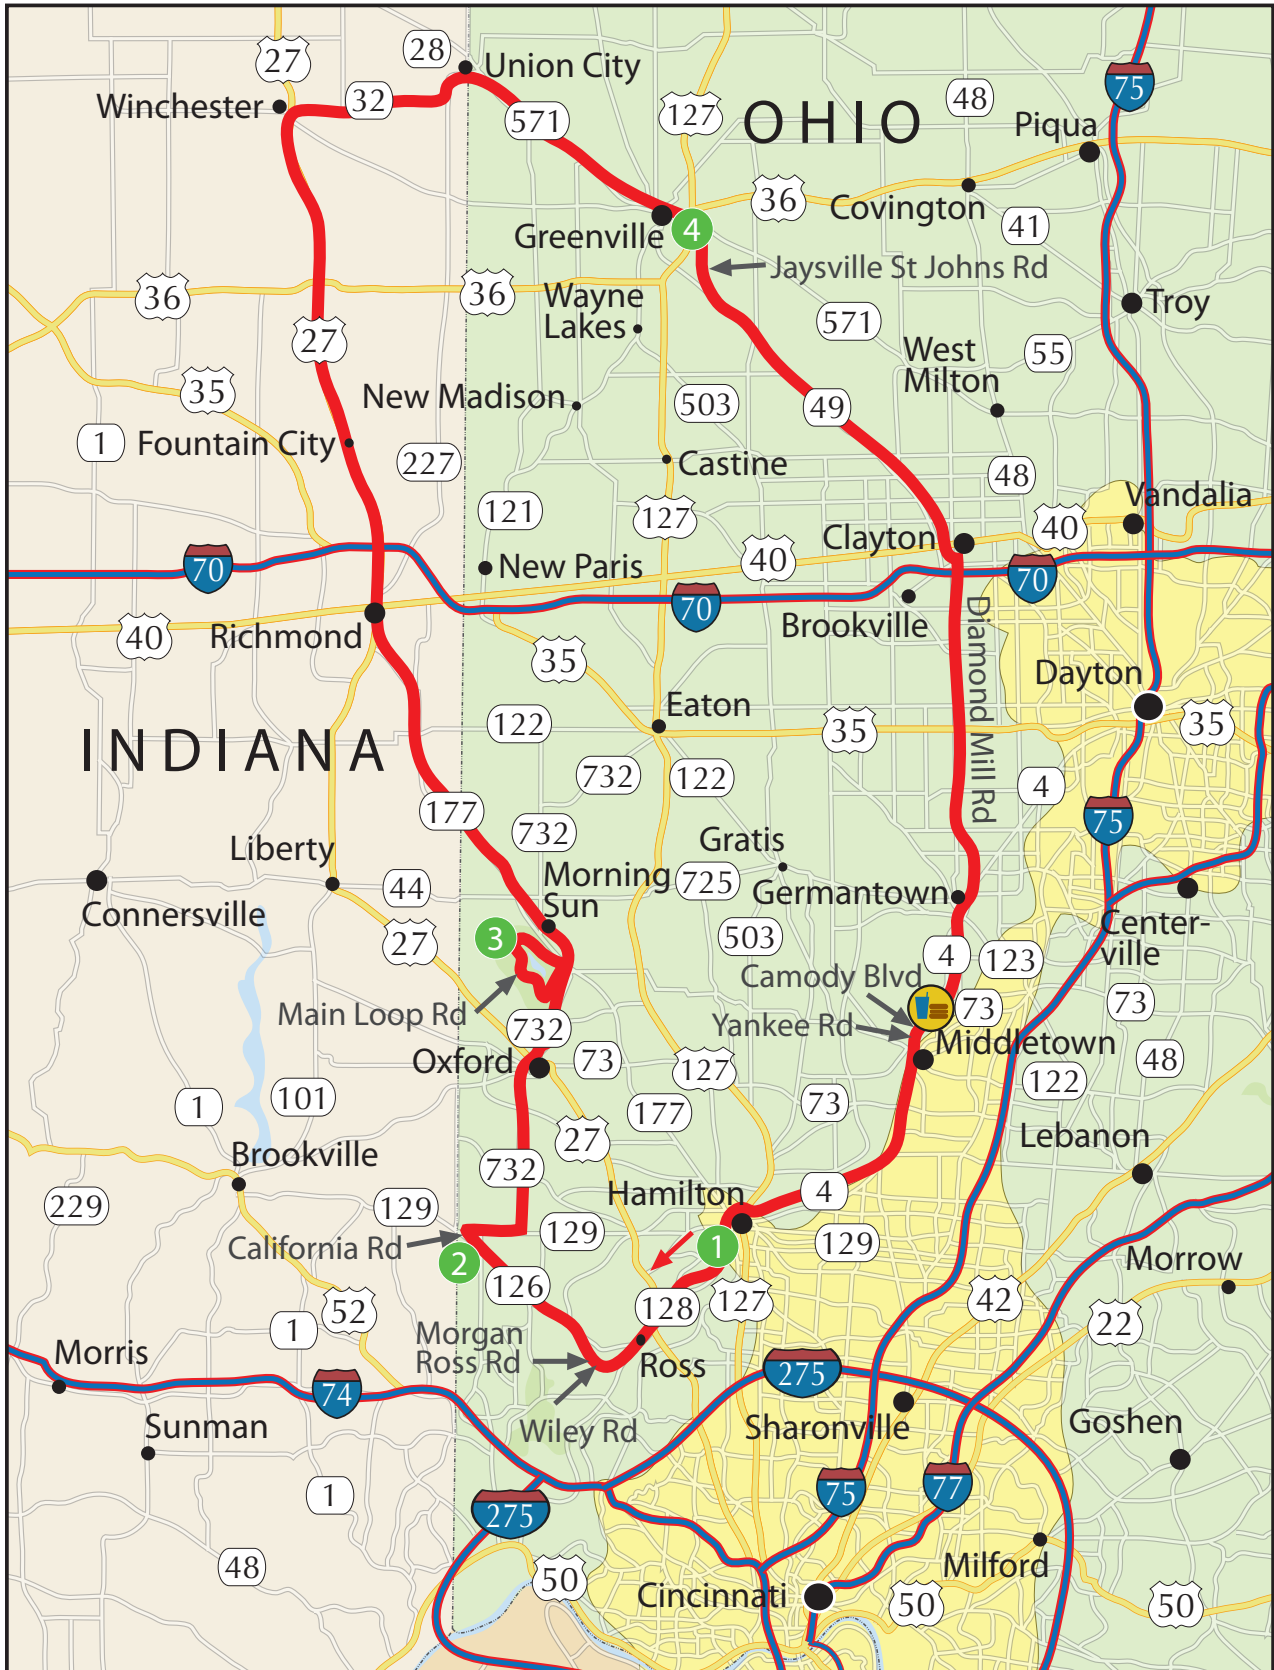 28
27
Union City
75
48
32
Winchester
127
OHIO
571
Piqua
36
Covington
41
4
Greenville
Jaysville St Johns Rd
36
36
Wayne
Lakes
Troy
571
27
West
Milton
55
35
New Madison
503
49
1
Fountain City
227
Castine
48
121
127
Vandalia
40
Clayton
40
70
New Paris
70
70
Brookville
40
Richmond
35
Diamond Mill Rd
Dayton
Eaton
122
35
35
INDIANA
732
122
4
177
75
732
Liberty
Gratis
Morning
Sun
725
Germantown
44
Connersville
Center-
ville
3
27
503
4
123
Camody Blvd
Main Loop Rd
73
73
732
Yankee Rd
Middletown
Oxford
73
127
48
122
101
1
177
73
27
Lebanon
Brookville
732
229
129
Hamilton
4
California Rd
129
1
129
2
Morrow
126
52
128
127
42
22
1
Morgan
Ross Rd
Morris
Ross
275
74
Sharonville
Goshen
Sunman
Wiley Rd
1
75
77
275
48
50
Milford
Cincinnati
50
50